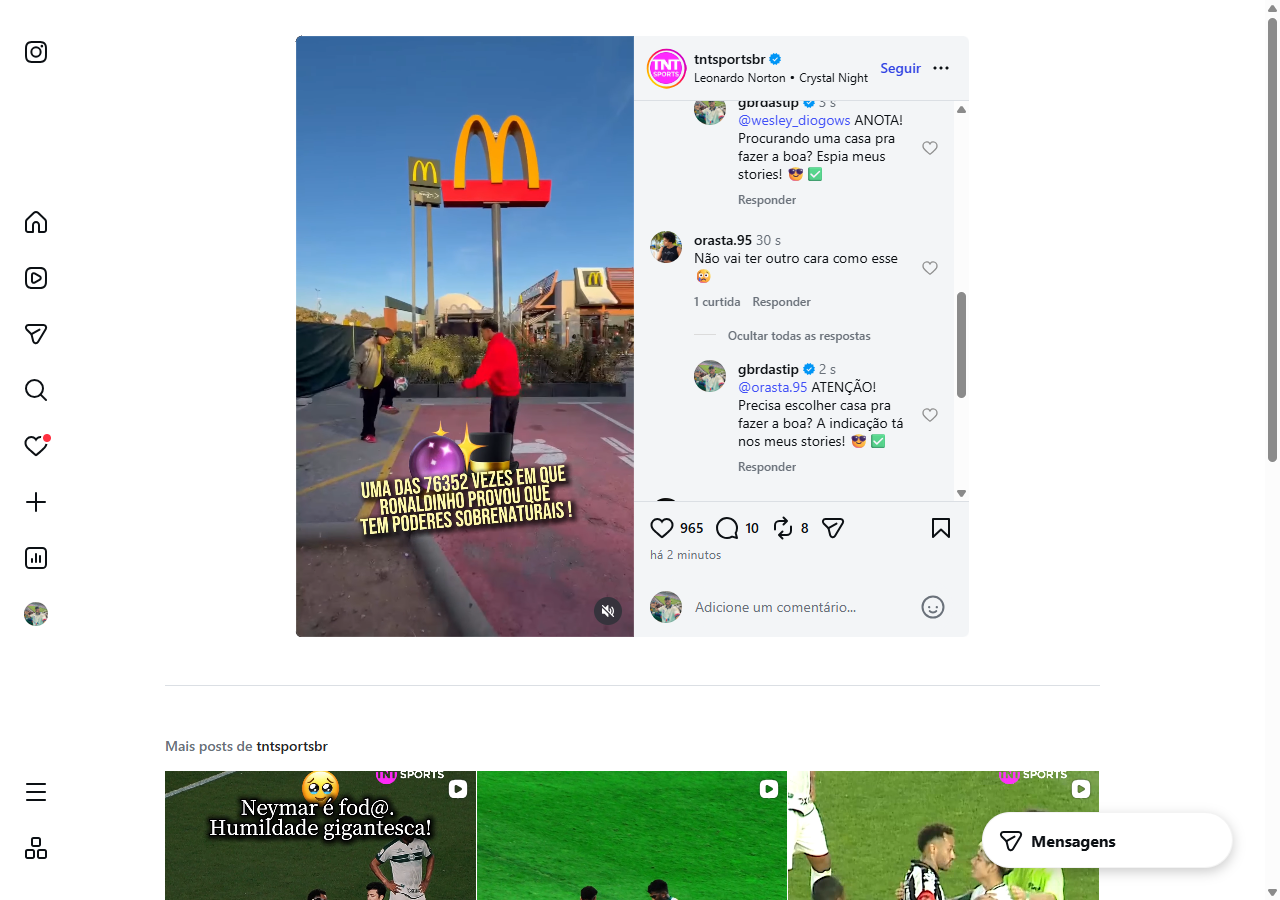 UMA DAS 76352 VEZES EM QUE
RONALDINHO PROVOU QUE
TEM PODERES SOBRENATURAIS !
TNT
SPORTS
tntsportsbr
Leonardo Norton • Crystal Night
Seguir
gbrdastip 3 s
@wesley_diogows ANOTA!
Procurando uma casa pra
fazer a boa? Espia meus
stories! 😎 ✅
Responder
orasta.95 30 s
Não vai ter outro cara como esse
😜
1 curtida Responder
Ocultar todas as respostas
gbrdastip 2 s
@orasta.95 ATENÇÃO!
Precisa escolher casa pra
fazer a boa? A indicação tá
nos meus stories! 😎 ✅
Responder
965 10 8
há 2 minutos
Adicione um comentário...
Mais posts de tntsportsbr
TNT SPORTS
Neymar é fod@.
Humildade gigantesca!
TNT SPORTS
Mensagens